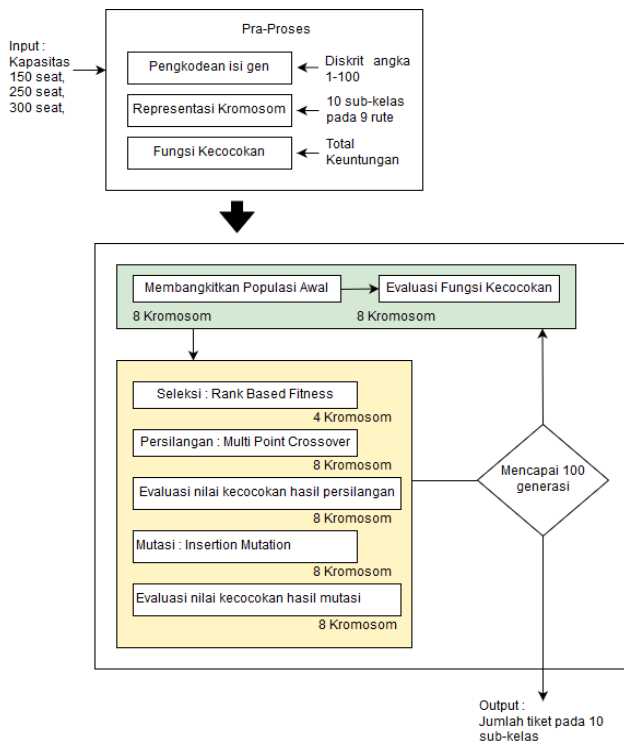 Pra-Proses
Input :
Kapasitas
150 seat,
250 seat,
300 seat,
Pengkodean isi gen
Diskrit angka
1-100
Representasi Kromosom
10 sub-kelas
pada 9 rute
Fungsi Kecocokan
Total
Keuntungan
Membangkitkan Populasi Awal
8 Kromosom
Evaluasi Fungsi Kecocokan
8 Kromosom
Seleksi : Rank Based Fitness
4 Kromosom
Persilangan : Multi Point Crossover
8 Kromosom
Evaluasi nilai kecocokan hasil persilangan
8 Kromosom
Mutasi : Insertion Mutation
8 Kromosom
Evaluasi nilai kecocokan hasil mutasi
8 Kromosom
Mencapai 100
generasi
Output :
Jumlah tiket pada 10
sub-kelas